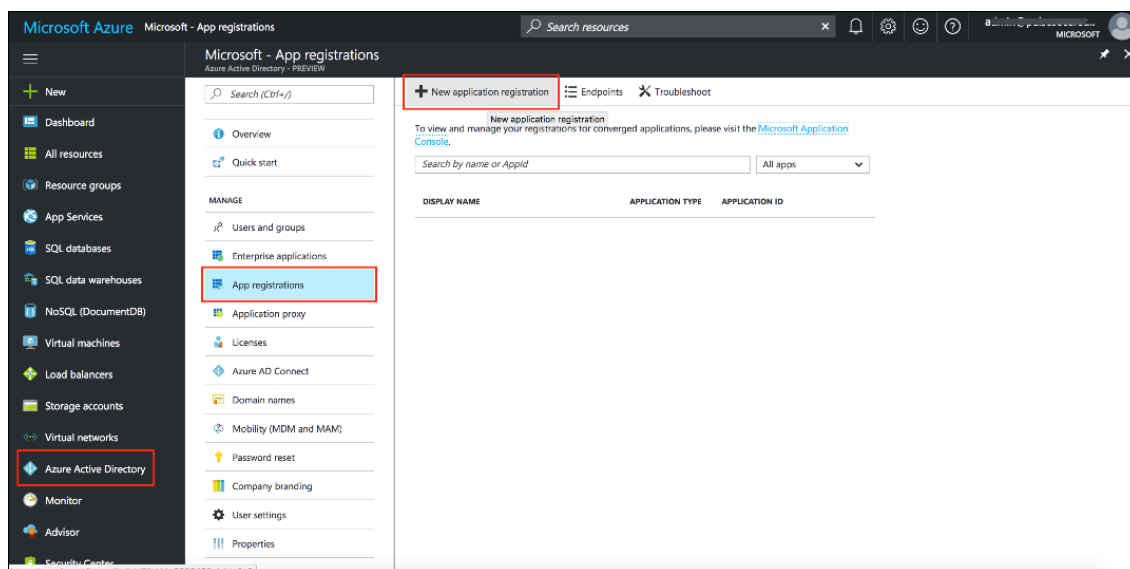 Microsoft Azure Microsoft - App registrations
Search resources
MICROSOFT
Microsoft - App registrations
Azure Active Directory - PREVIEW
New
Dashboard
All resources
Resource groups
App Services
SQL databases
SQL data warehouses
NoSQL (DocumentDB)
Virtual machines
Load balancers
Storage accounts
Virtual networks
Azure Active Directory
Monitor
Advisor
Security Center
Search (Ctrl+/)
Overview
Quick start
MANAGE
Users and groups
Enterprise applications
App registrations
Application proxy
Licenses
Azure AD Connect
Domain names
Mobility (MDM and MAM)
Password reset
Company branding
User settings
Properties
New application registration Endpoints Troubleshoot
New application registration
To view and manage your registrations for converged applications, please visit the Microsoft Application
Console.
Search by name or AppId
All apps
DISPLAY NAME APPLICATION TYPE APPLICATION ID